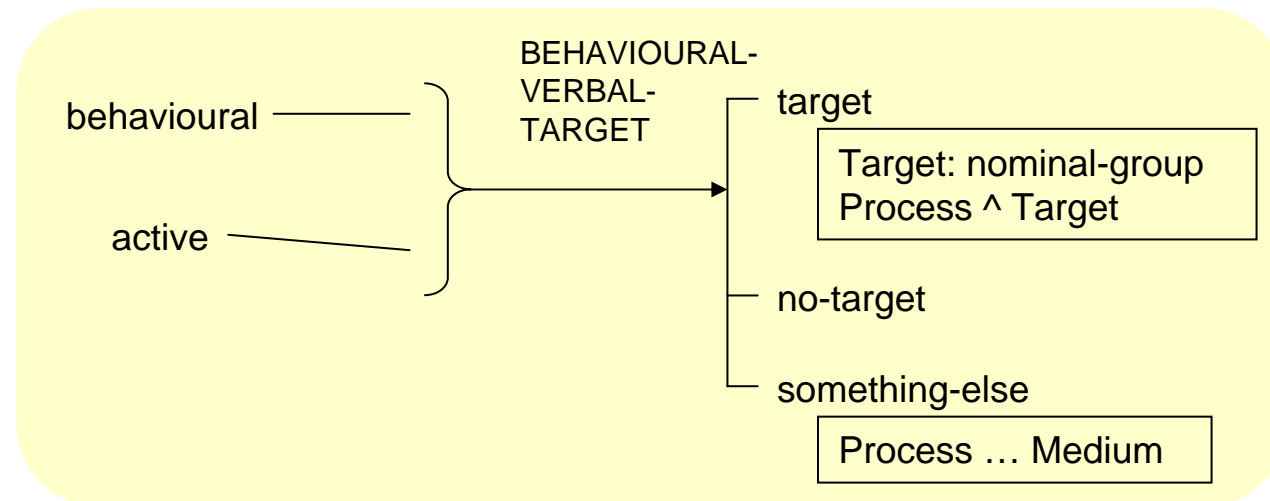 behavioural
active
BEHAVIOURAL-
VERBAL-
TARGET
target
Target: nominal-group
Process ^ Target
no-target
something-else
Process … Medium